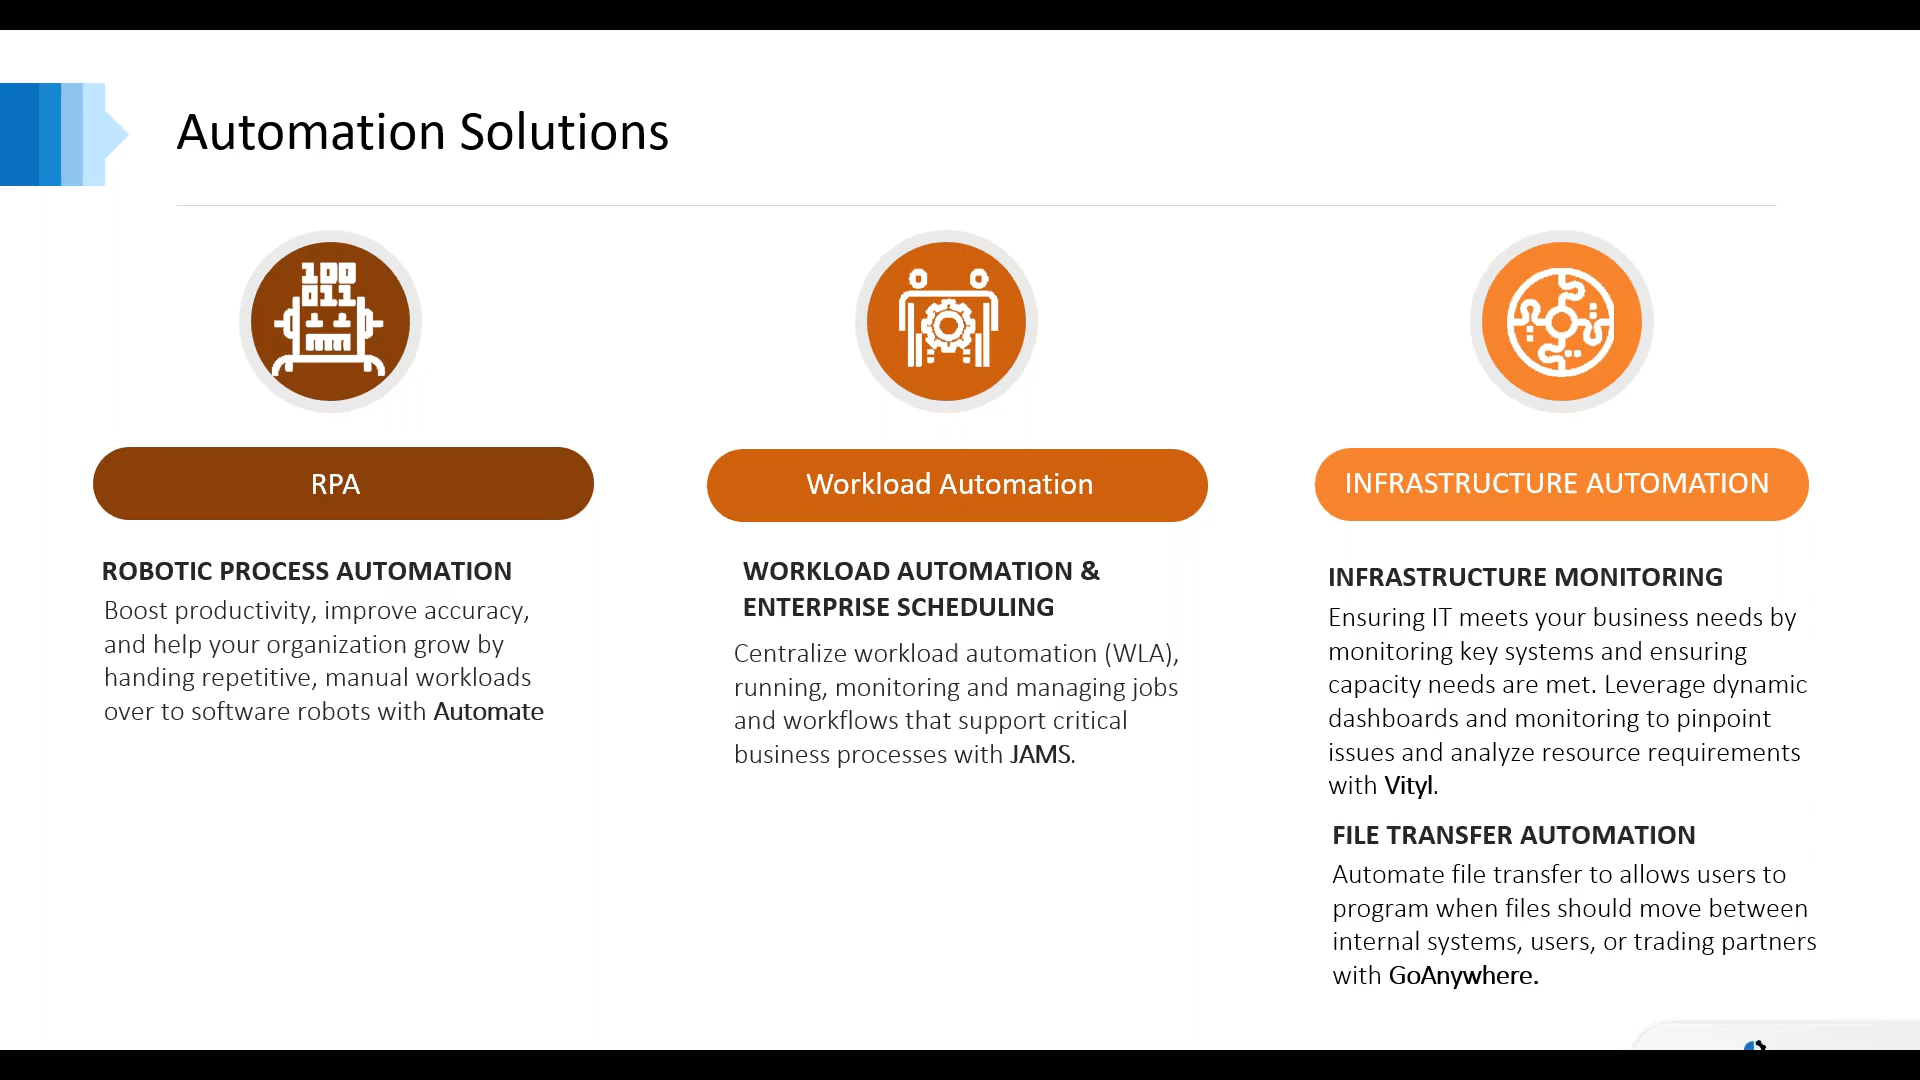 Automation Solutions
100
011
RPA
ROBOTIC PROCESS AUTOMATION
Boost productivity, improve accuracy,
and help your organization grow by
handing repetitive, manual workloads
over to software robots with Automate
Workload Automation
WORKLOAD AUTOMATION &
ENTERPRISE SCHEDULING
Centralize workload automation (WLA),
running, monitoring and managing jobs
and workflows that support critical
business processes with JAMS.
INFRASTRUCTURE AUTOMATION
INFRASTRUCTURE MONITORING
Ensuring IT meets your business needs by
monitoring key systems and ensuring
capacity needs are met. Leverage dynamic
dashboards and monitoring to pinpoint
issues and analyze resource requirements
with Vityl.
FILE TRANSFER AUTOMATION
Automate file transfer to allows users to
program when files should move between
internal systems, users, or trading partners
with GoAnywhere.